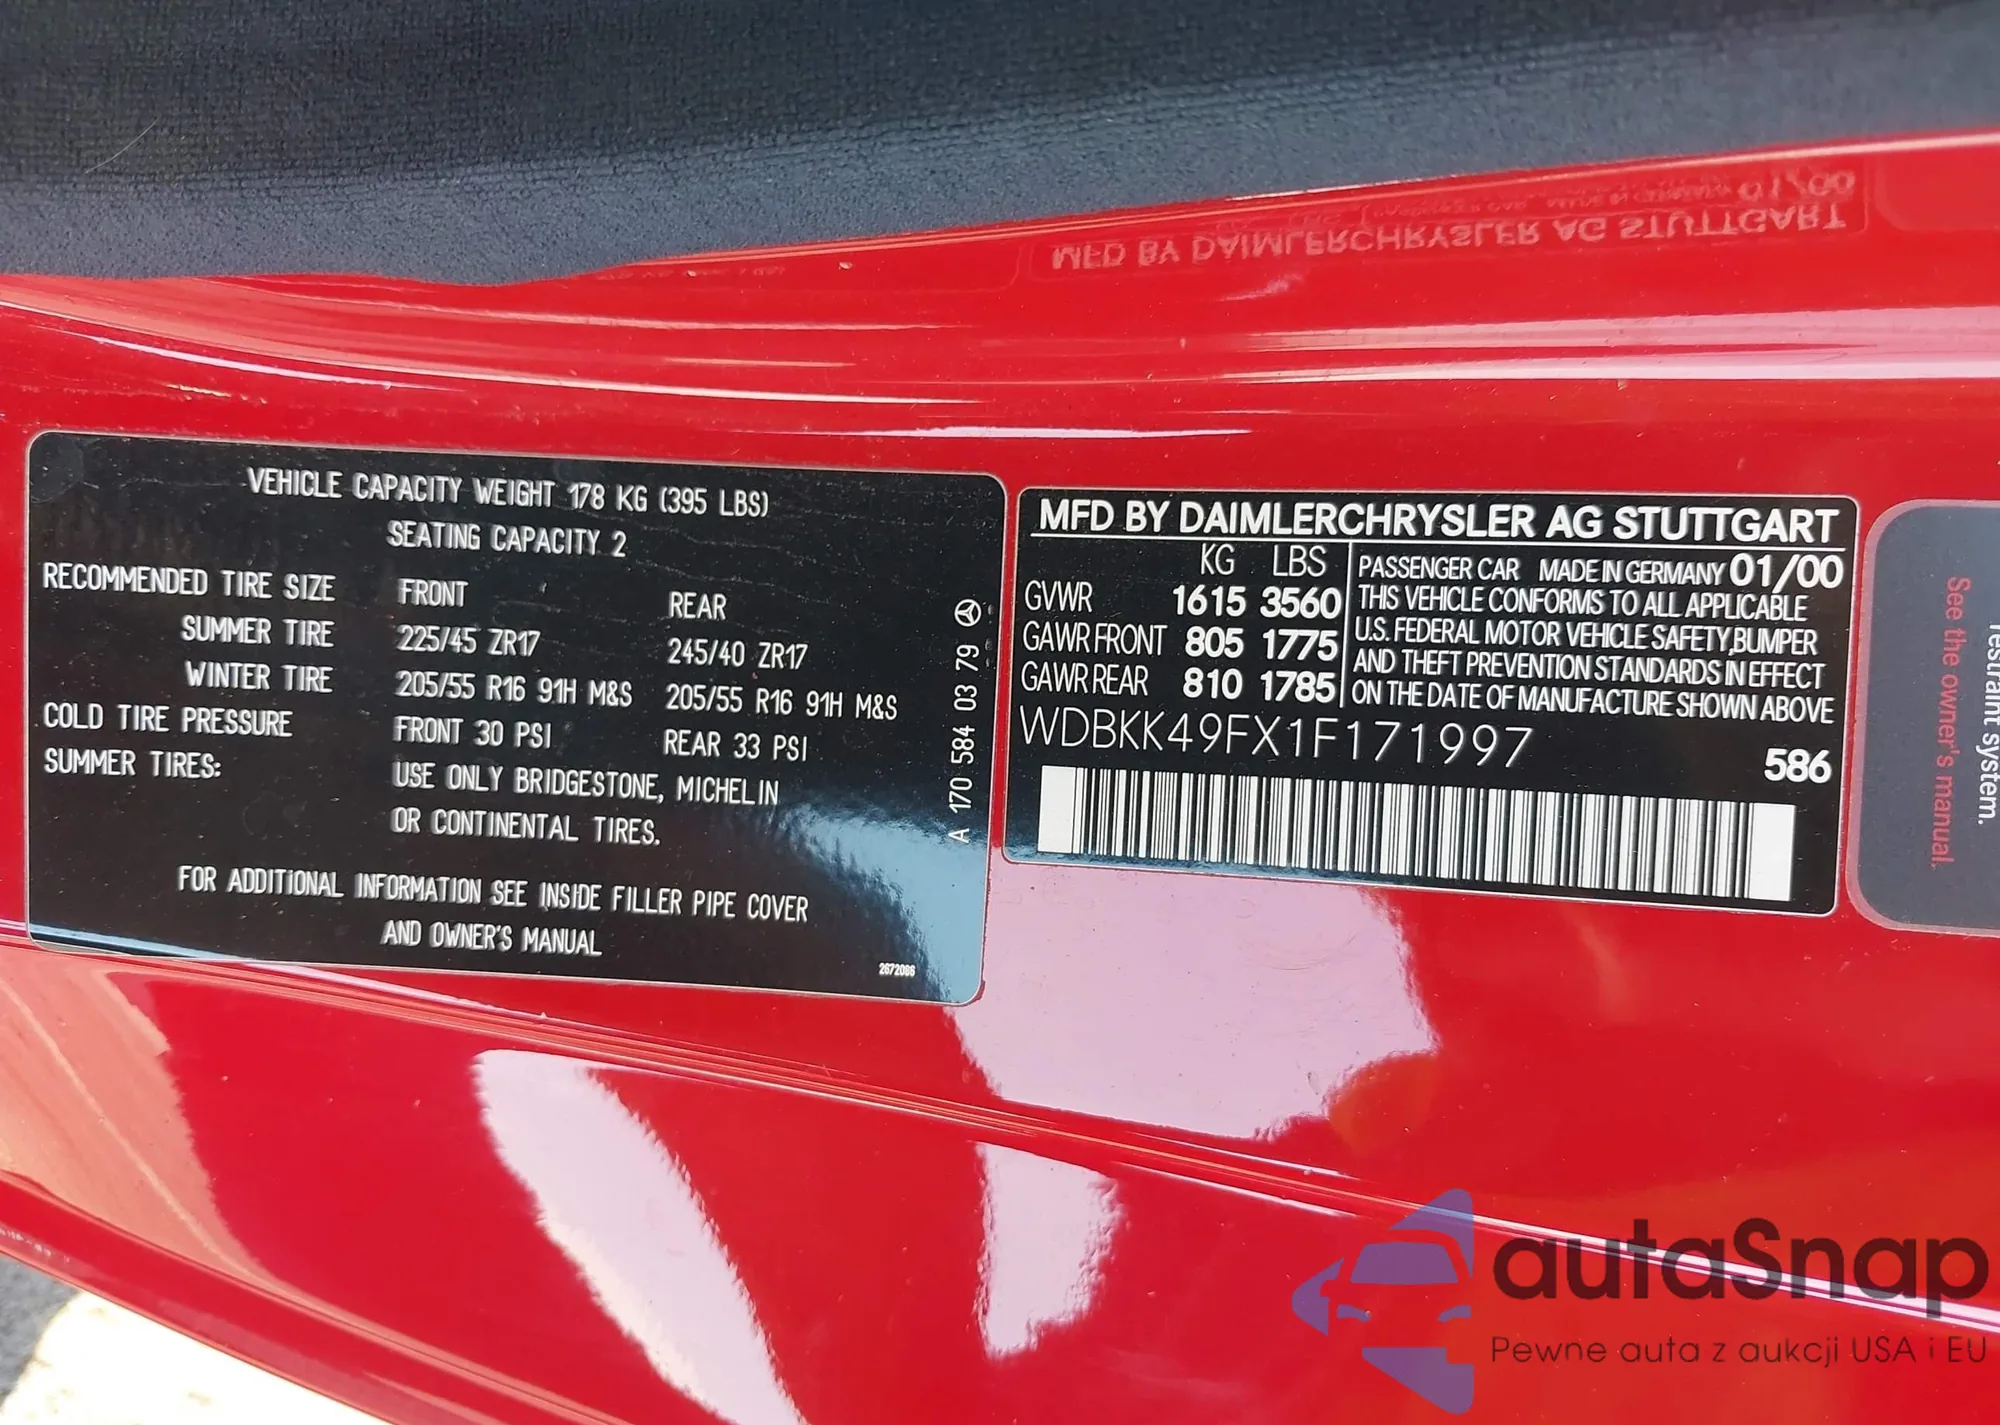 VEHICLE CAPACITY WEIGHT 178 KG (395 LBS)
SEATING CAPACITY 2
RECOMMENDED TIRE SIZE FRONT REAR
SUMMER TIRE 225/45 ZR17 245/40 ZR17
WINTER TIRE 205/55 R16 91H M&S 205/55 R16 91H M&S
COLD TIRE PRESSURE FRONT 30 PSI REAR 33 PSI
SUMMER TIRES: USE ONLY BRIDGESTONE, MICHELIN
OR CONTINENTAL TIRES.
FOR ADDITIONAL INFORMATION SEE INSIDE FILLER PIPE COVER
AND OWNER'S MANUAL
2672086
A 170 584 03 79
MFD BY DAIMLERCHRYSLER AG STUTTGART
KG LBS
GVWR 1615 3560
GAWR FRONT 805 1775
GAWR REAR 810 1785
PASSENGER CAR MADE IN GERMANY 01/00
THIS VEHICLE CONFORMS TO ALL APPLICABLE
U.S. FEDERAL MOTOR VEHICLE SAFETY, BUMPER
AND THEFT PREVENTION STANDARDS IN EFFECT
ON THE DATE OF MANUFACTURE SHOWN ABOVE
WDBKK49FX1F171997
586
restraint system.
See the owner's manual.
autaSnap
Pewne auta z aukcji USA i EU